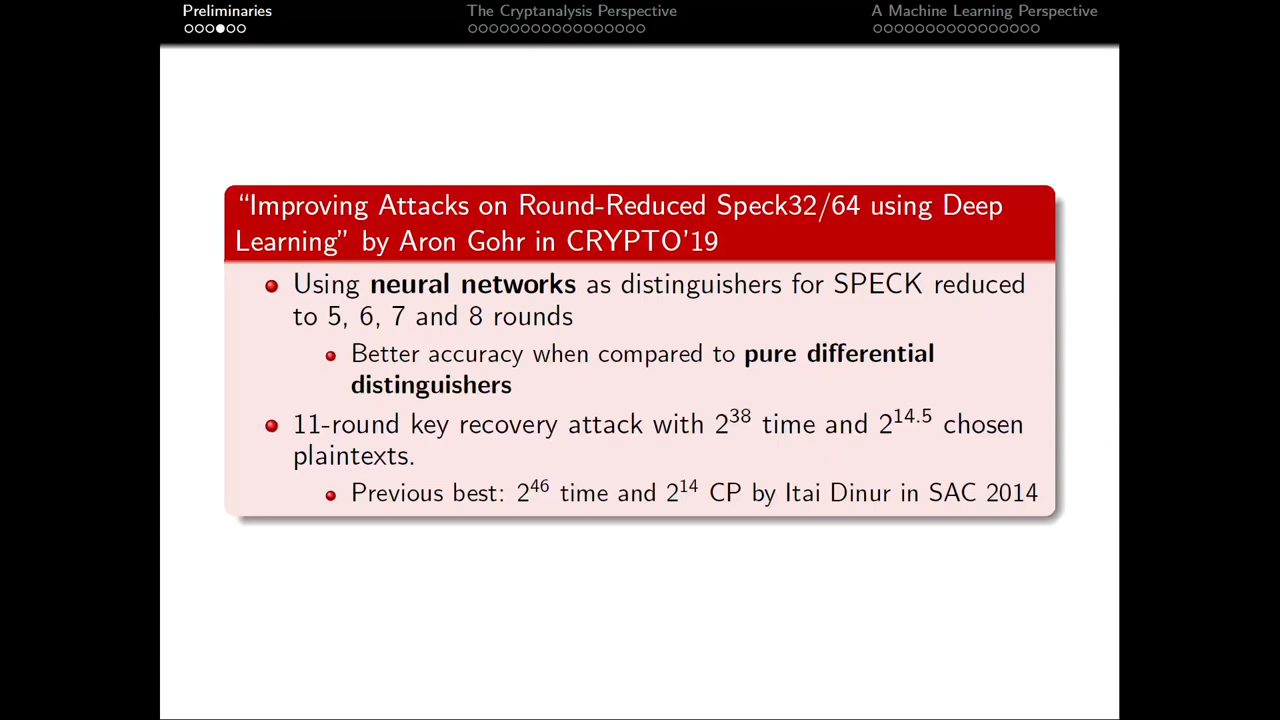 Preliminaries
The Cryptanalysis Perspective
A Machine Learning Perspective
“Improving Attacks on Round-Reduced Speck32/64 using Deep
Learning” by Aron Gohr in CRYPTO'19
Using neural networks as distinguishers for SPECK reduced
to 5, 6, 7 and 8 rounds
Better accuracy when compared to pure differential
distinguishers
11-round key recovery attack with 2^38 time and 2^14.5 chosen
plaintexts.
Previous best: 2^46 time and 2^14 CP by Itai Dinur in SAC 2014